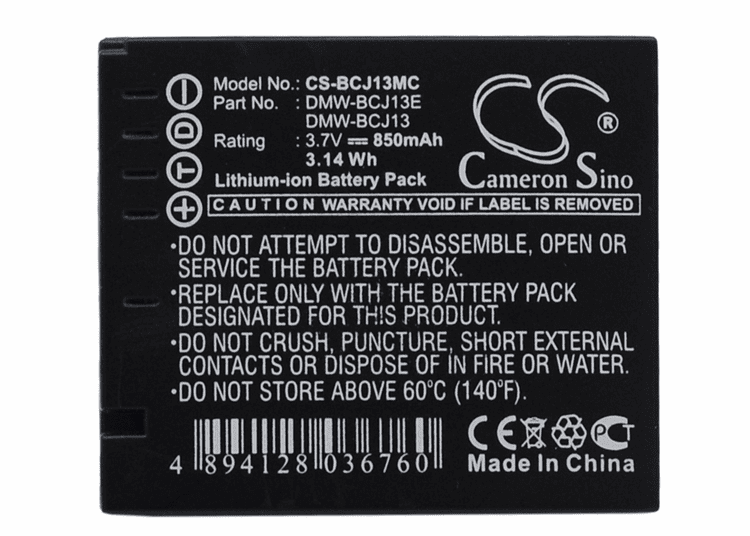 Model No.: CS-BCJ13MC
Part No. : DMW-BCJ13E
DMW-BCJ13
Rating : 3.7V 850mAh
3.14 Wh
Lithium-ion Battery Pack
CS ®
Cameron Sino
D
T
CAUTION WARRANTY VOID IF LABEL IS REMOVED
•DO NOT ATTEMPT TO DISASSEMBLE, OPEN OR
SERVICE THE BATTERY PACK.
•REPLACE ONLY WITH THE BATTERY PACK
DESIGNATED FOR THIS PRODUCT.
•DO NOT CRUSH, PUNCTURE, SHORT EXTERNAL
CONTACTS OR DISPOSE OF IN FIRE OR WATER.
•DO NOT STORE ABOVE 60°C (140°F).
4 894128 036760
CE PCT
Made In China